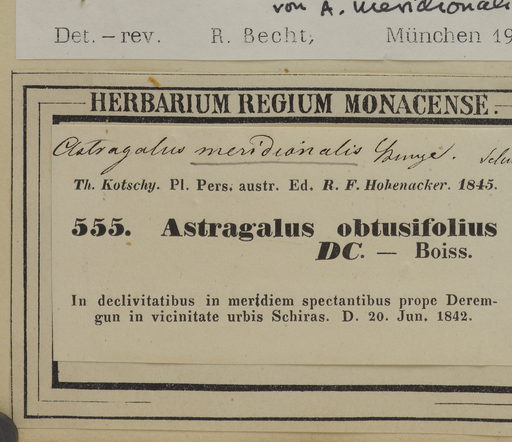 von A. meridionali
Det. – rev. R. Becht, München 19
HERBARIUM REGIUM MONACENSE.
Astragalus meridionalis Bunge.
Th. Kotschy. Pl. Pers. austr. Ed. R. F. Hohenacker. 1845.
555. Astragalus obtusifolius
DC. — Boiss.
In declivitatibus in meridiem spectantibus prope Derem-
gun in vicinitate urbis Schiras. D. 20. Jun. 1842.